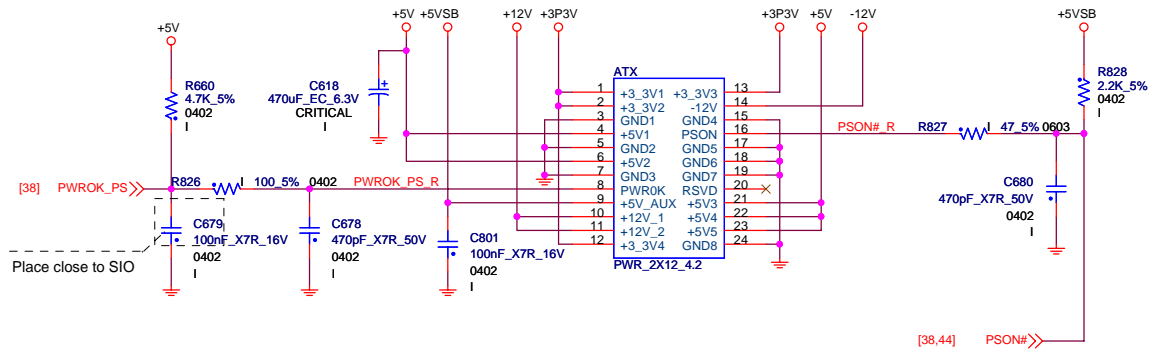 +5V
+5V +5VSB
+12V +3P3V
+3P3V +5V -12V
+5VSB
R660
4.7K_5%
0402
I
C618
470uF_EC_6.3V
CRITICAL
I
+
ATX
1 +3_3V1 +3_3V3 13
2 +3_3V2 -12V 14
3 GND1 GND4 15
4 +5V1 PSON 16
5 GND2 GND5 17
6 +5V2 GND6 18
7 GND3 GND7 19
8 PWR0K RSVD 20
9 +5V_AUX +5V3 21
10 +12V_1 +5V4 22
11 +12V_2 +5V5 23
12 +3_3V4 GND8 24
PWR_2X12_4.2
PSON#_R R827 I 47_5% 0603
R828
2.2K_5%
0402
I
[38] PWROK_PS R826 I 100_5% 0402 PWROK_PS_R
C679
100nF_X7R_16V
0402
I
C678
470pF_X7R_50V
0402
I
C801
100nF_X7R_16V
0402
I
C680
470pF_X7R_50V
0402
I
Place close to SIO
[38,44] PSON#